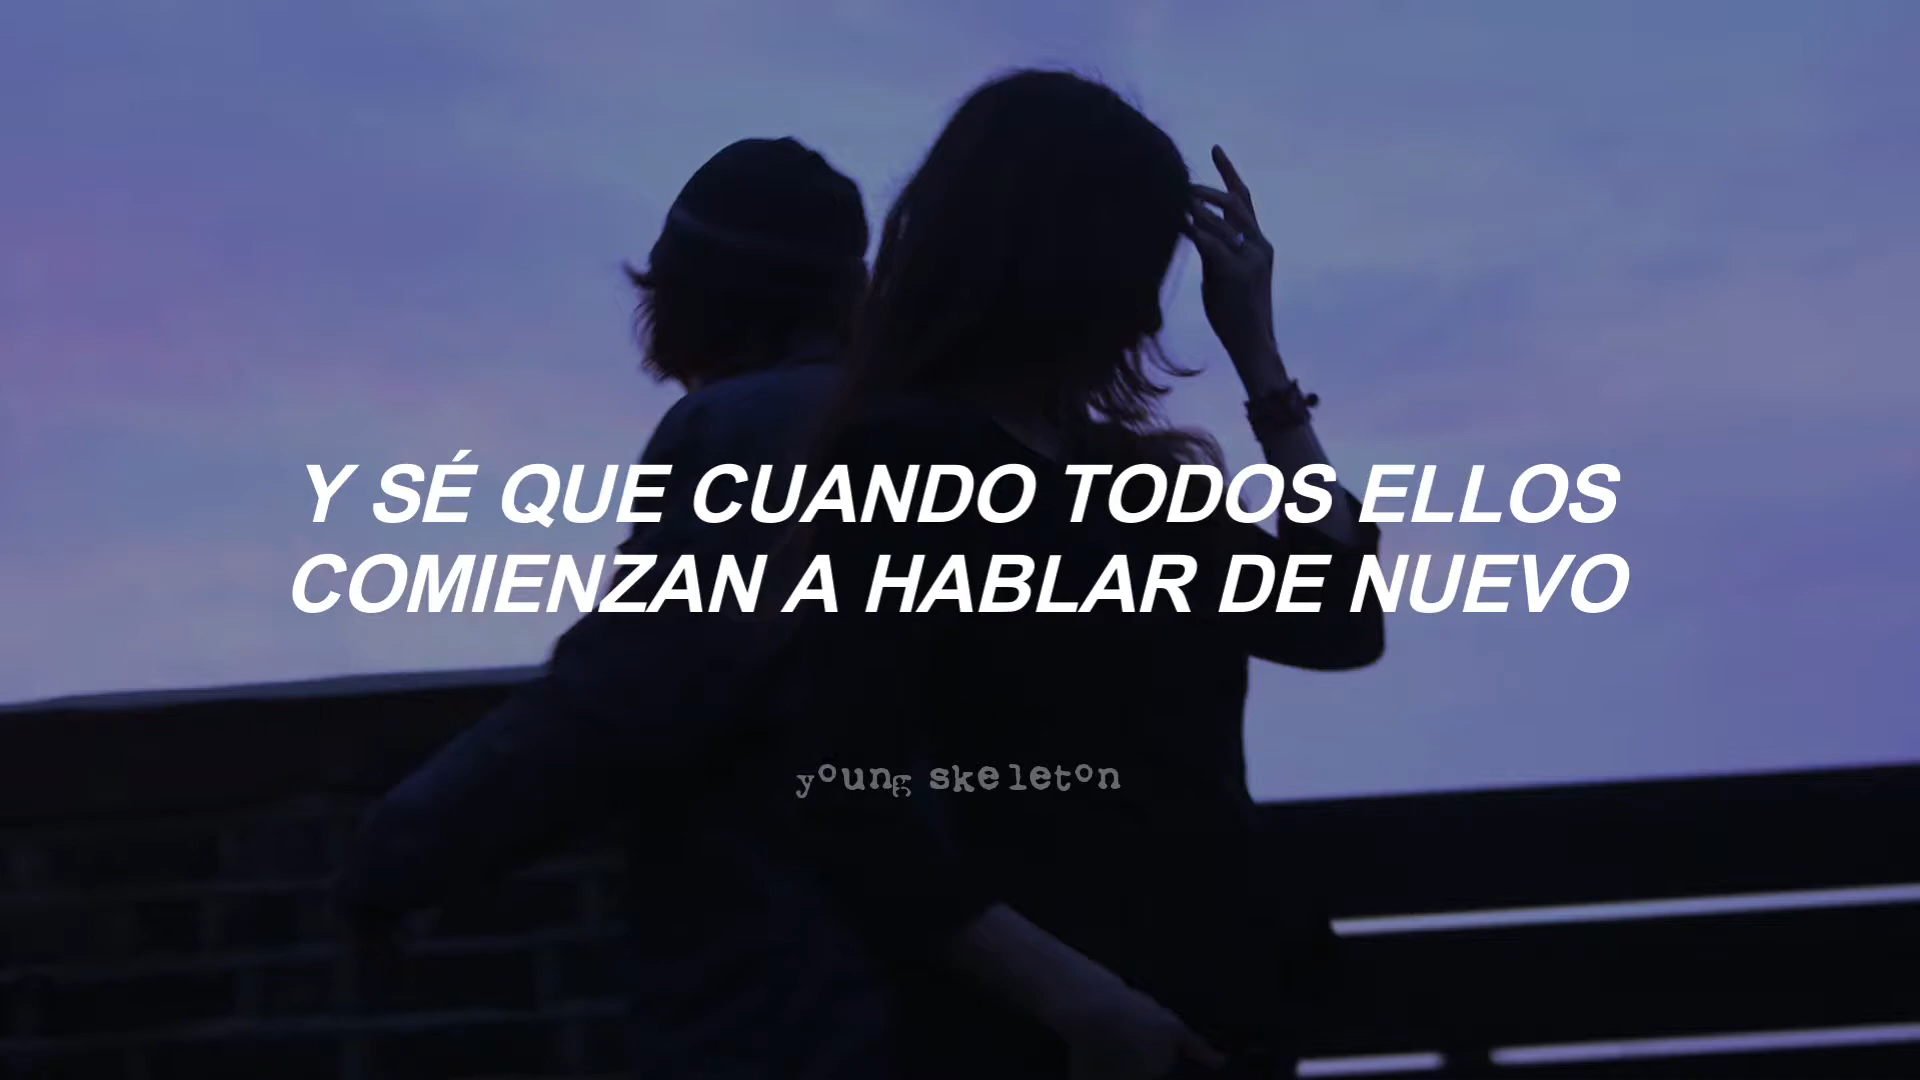 Y SÉ QUE CUANDO TODOS ELLOS
COMIENZAN A HABLAR DE NUEVO
young skeleton